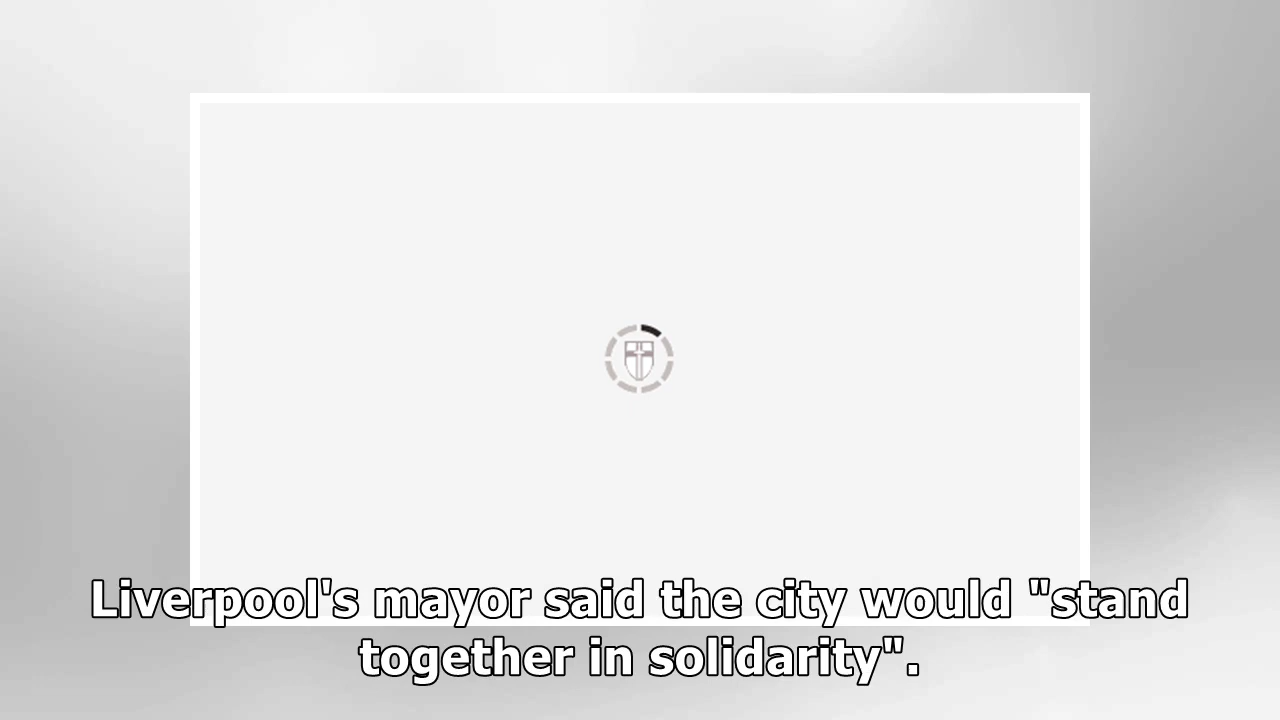 Liverpool's mayor said the city would "stand
together in solidarity".